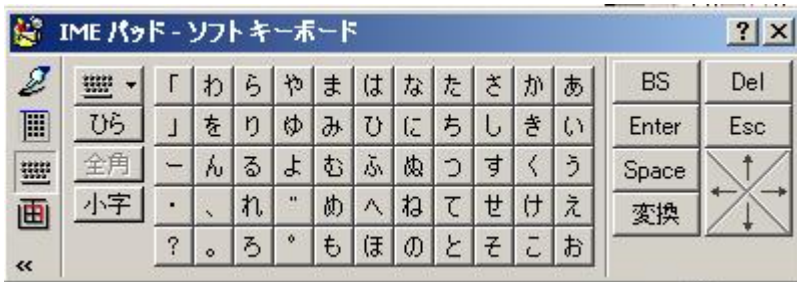 IME パッド - ソフトキーボード ? ×
「 わ ら や ま は な た さ か あ BS Del
ひら 」 を り ゆ み ひ に ち し き い Enter Esc
全角 ー ん る よ む ふ ぬ つ す く う Space
小字 ・ 、 れ ゛ め へ ね て せ け え 変換
? 。 ろ ゜ も ほ の と そ こ お
«